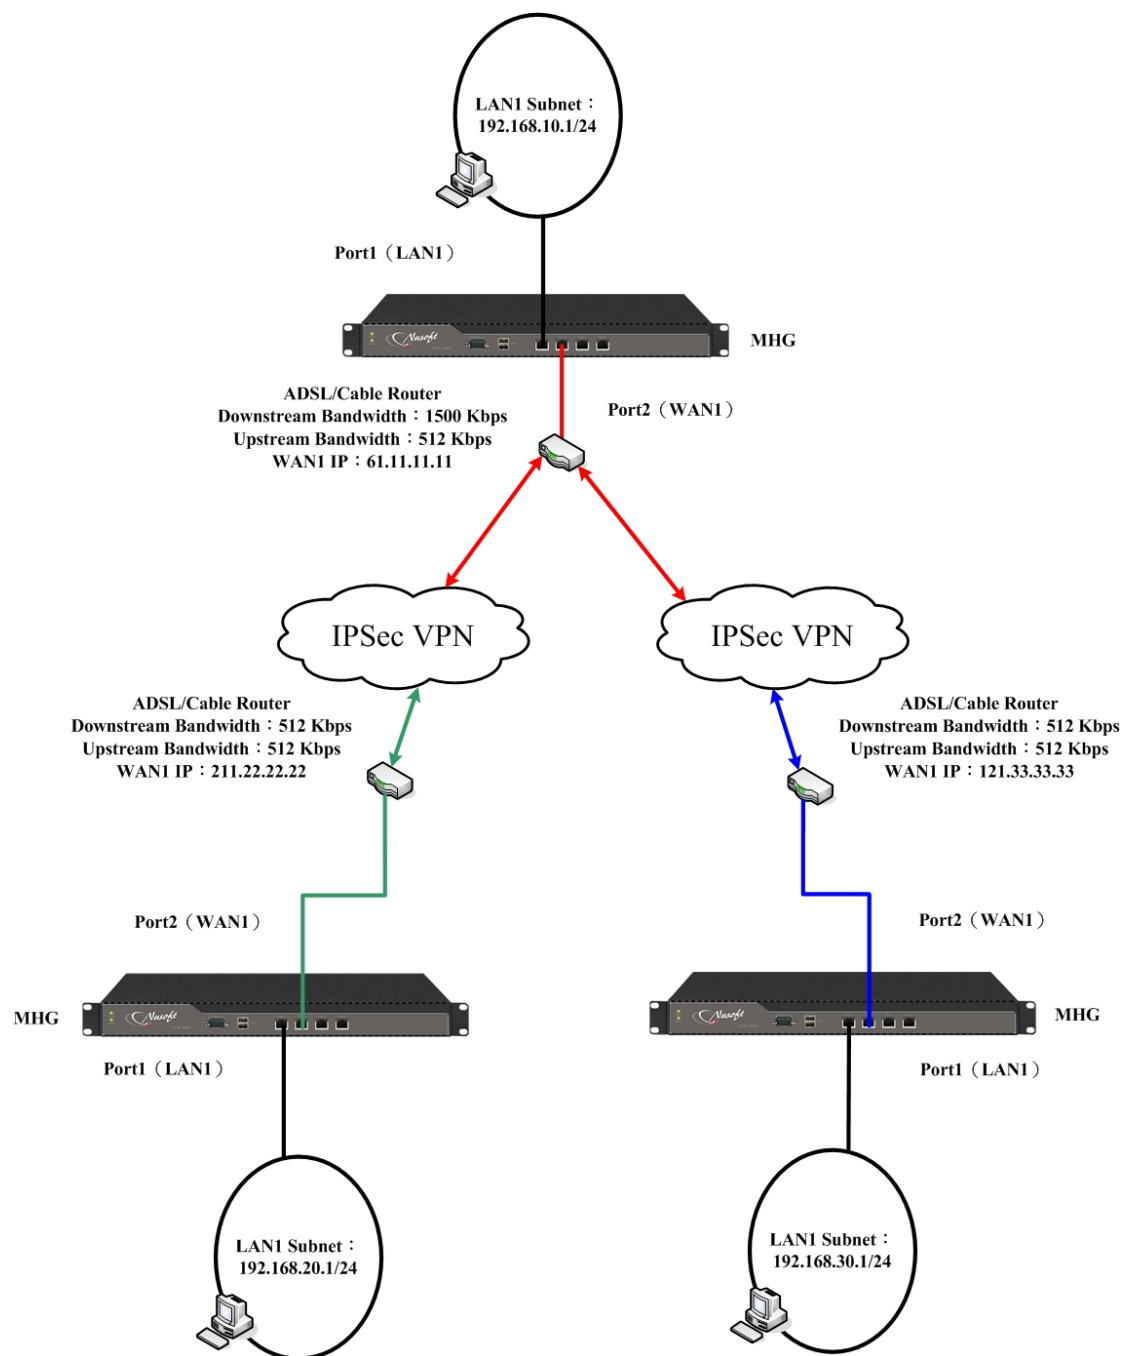 LAN1 Subnet：
192.168.10.1/24
Port1（LAN1）
Nusoft
MHG
ADSL/Cable Router
Downstream Bandwidth：1500 Kbps
Upstream Bandwidth：512 Kbps
WAN1 IP：61.11.11.11
Port2（WAN1）
IPSec VPN
IPSec VPN
ADSL/Cable Router
Downstream Bandwidth：512 Kbps
Upstream Bandwidth：512 Kbps
WAN1 IP：211.22.22.22
ADSL/Cable Router
Downstream Bandwidth：512 Kbps
Upstream Bandwidth：512 Kbps
WAN1 IP：121.33.33.33
Port2（WAN1）
Port2（WAN1）
MHG
Nusoft
Nusoft
MHG
Port1（LAN1）
Port1（LAN1）
LAN1 Subnet：
192.168.20.1/24
LAN1 Subnet：
192.168.30.1/24